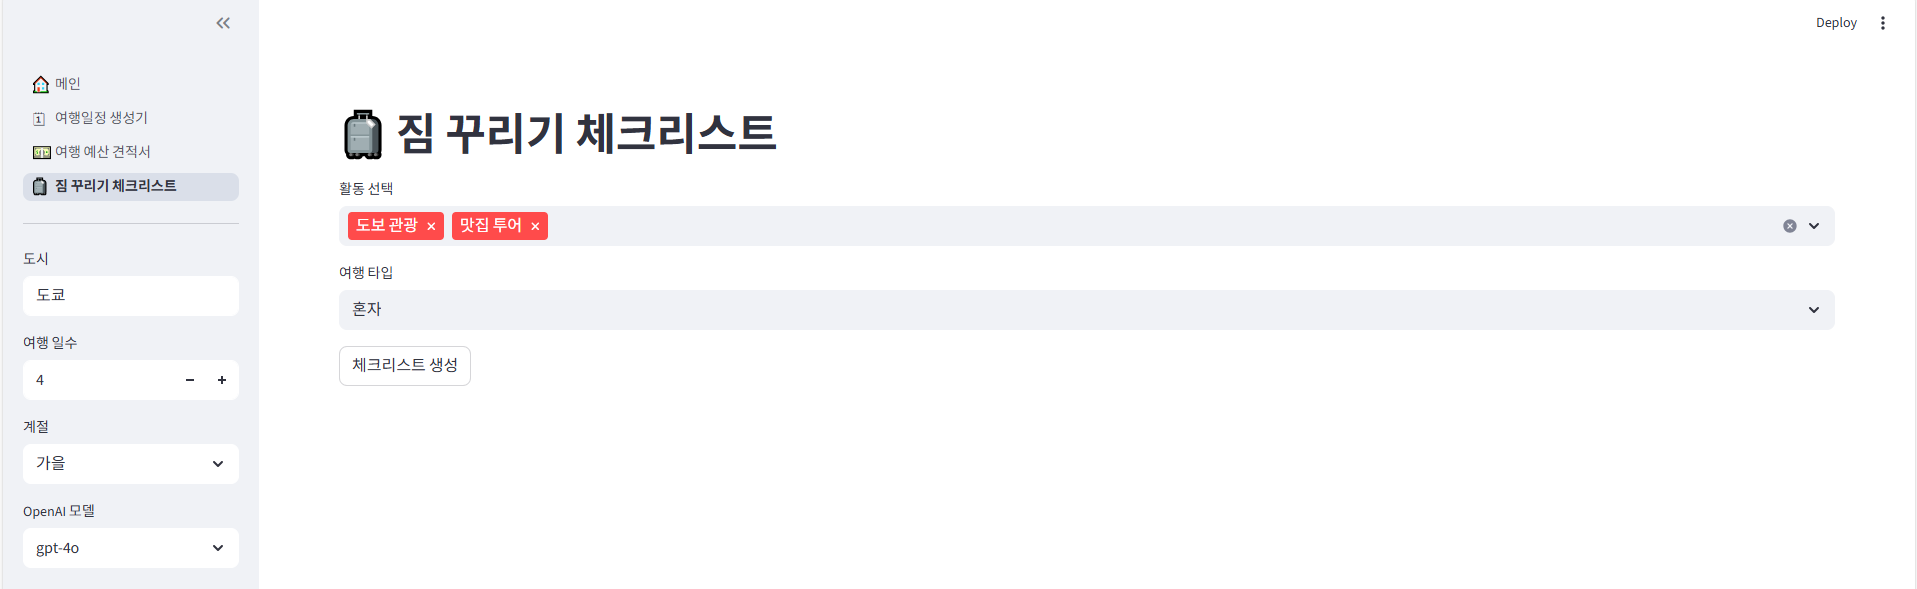 Deploy
메인
여행일정 생성기
여행 예산 견적서
짐 꾸리기 체크리스트
도시
도쿄
여행 일수
4
계절
가을
OpenAI 모델
gpt-4o
짐 꾸리기 체크리스트
활동 선택
도보 관광 맛집 투어
여행 타입
혼자
체크리스트 생성